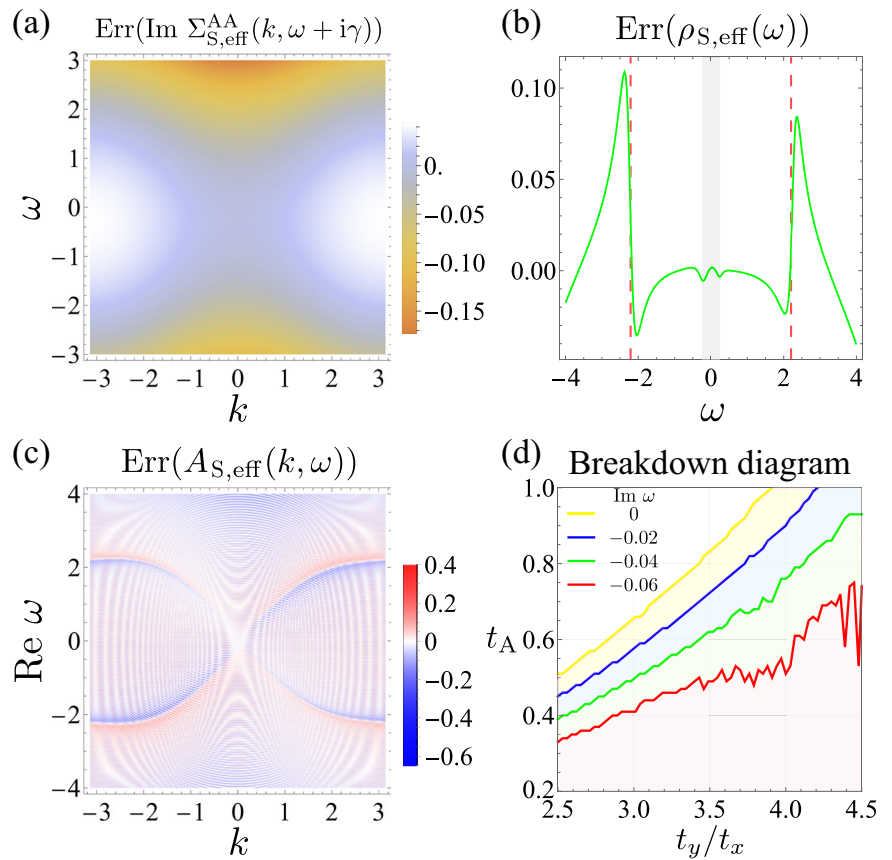 (a) Err(Im Σ^AA_S,eff(k, ω + iγ))
3
2
1
0
−1
−2
−3
ω
−3 −2 −1 0 1 2 3
k
0.
−0.05
−0.10
−0.15
(b) Err(ρ_S,eff(ω))
0.10
0.05
0.00
−4 −2 0 2 4
ω
(c) Err(A_S,eff(k, ω))
4
2
0
−2
−4
Re ω
−3 −2 −1 0 1 2 3
k
0.4
0.2
0
−0.2
−0.4
−0.6
(d) Breakdown diagram
1.0
0.8
t_A 0.6
0.4
0.2
Im ω
0
−0.02
−0.04
−0.06
2.5 3.0 3.5 4.0 4.5
t_y/t_x